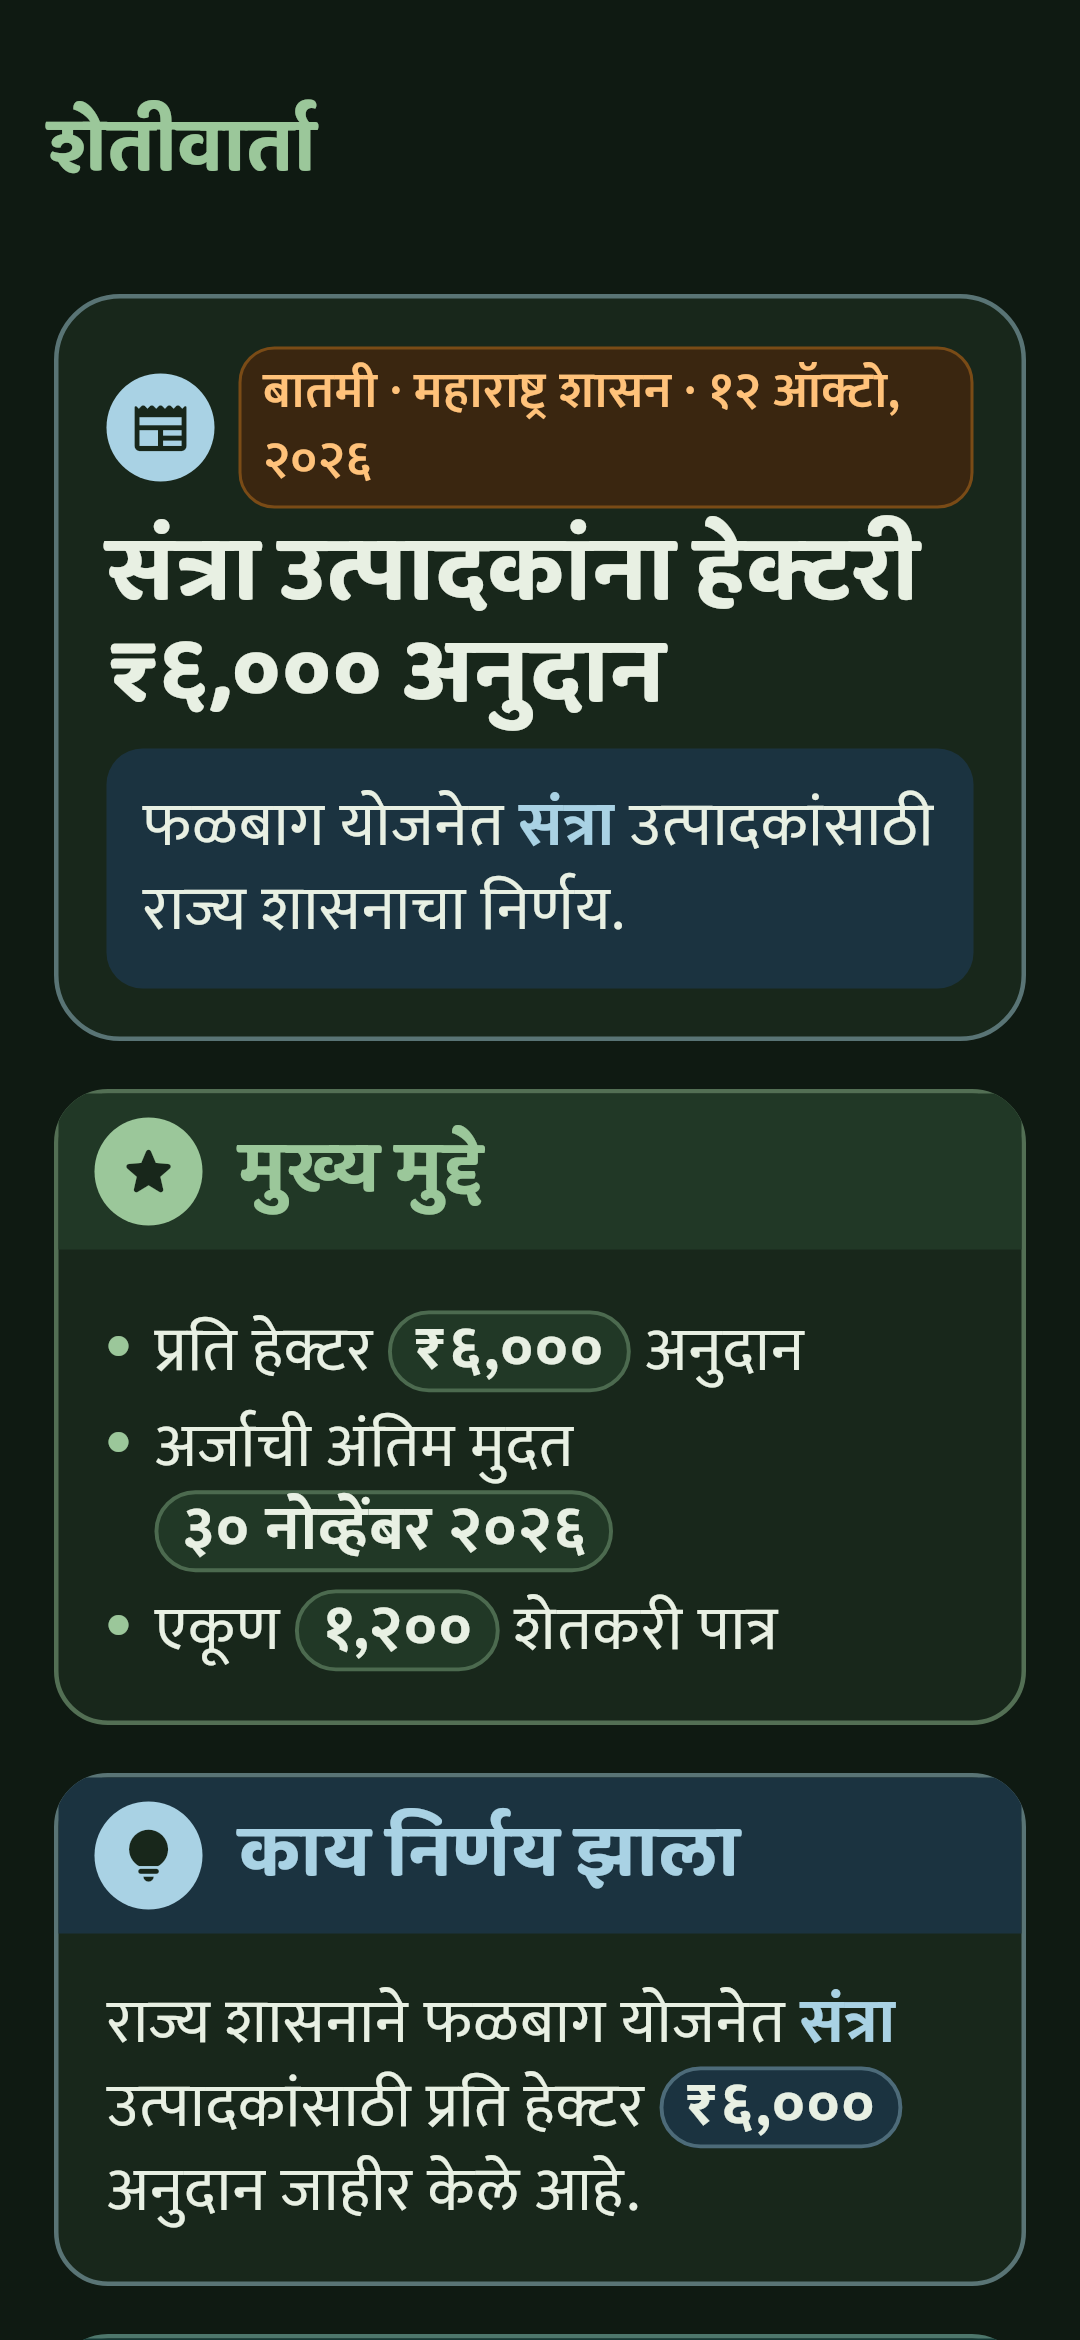 शेतीवार्ता
बातमी · महाराष्ट्र शासन · १२ ऑक्टो,
२०२६
संत्रा उत्पादकांना हेक्टरी
₹६,००० अनुदान
फळबाग योजनेत संत्रा उत्पादकांसाठी
राज्य शासनाचा निर्णय.
मुख्य मुद्दे
• प्रति हेक्टर ₹६,००० अनुदान
• अर्जाची अंतिम मुदत
३० नोव्हेंबर २०२६
• एकूण १,२०० शेतकरी पात्र
काय निर्णय झाला
राज्य शासनाने फळबाग योजनेत संत्रा
उत्पादकांसाठी प्रति हेक्टर ₹६,०००
अनुदान जाहीर केले आहे.